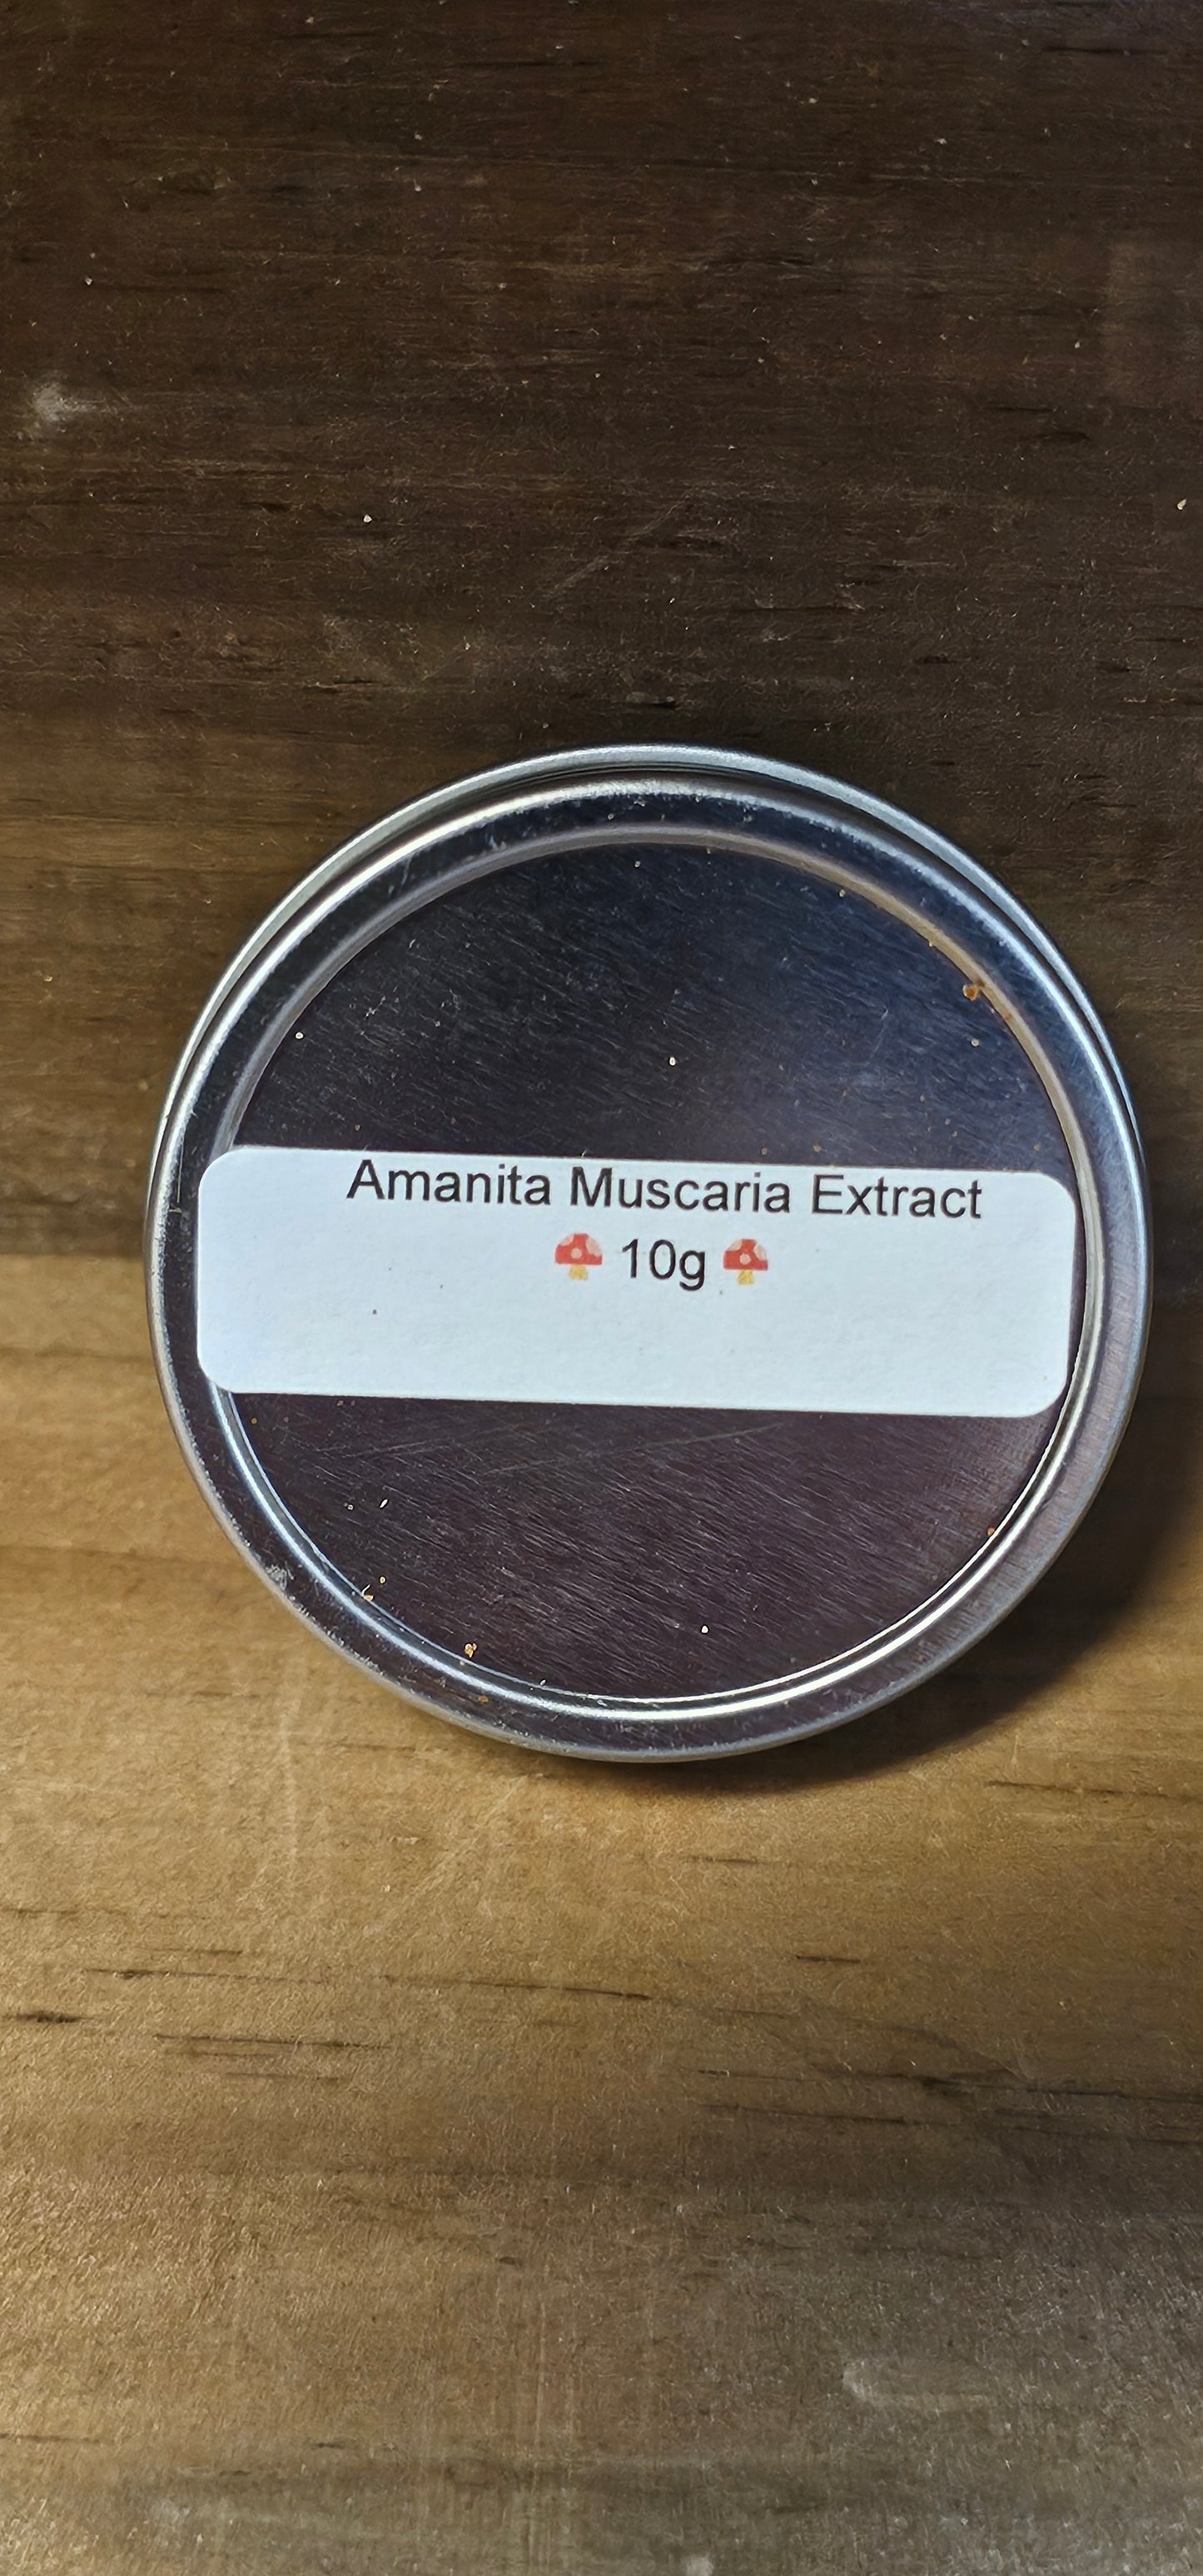 Amanita Muscaria Extract
🍄 10g 🍄